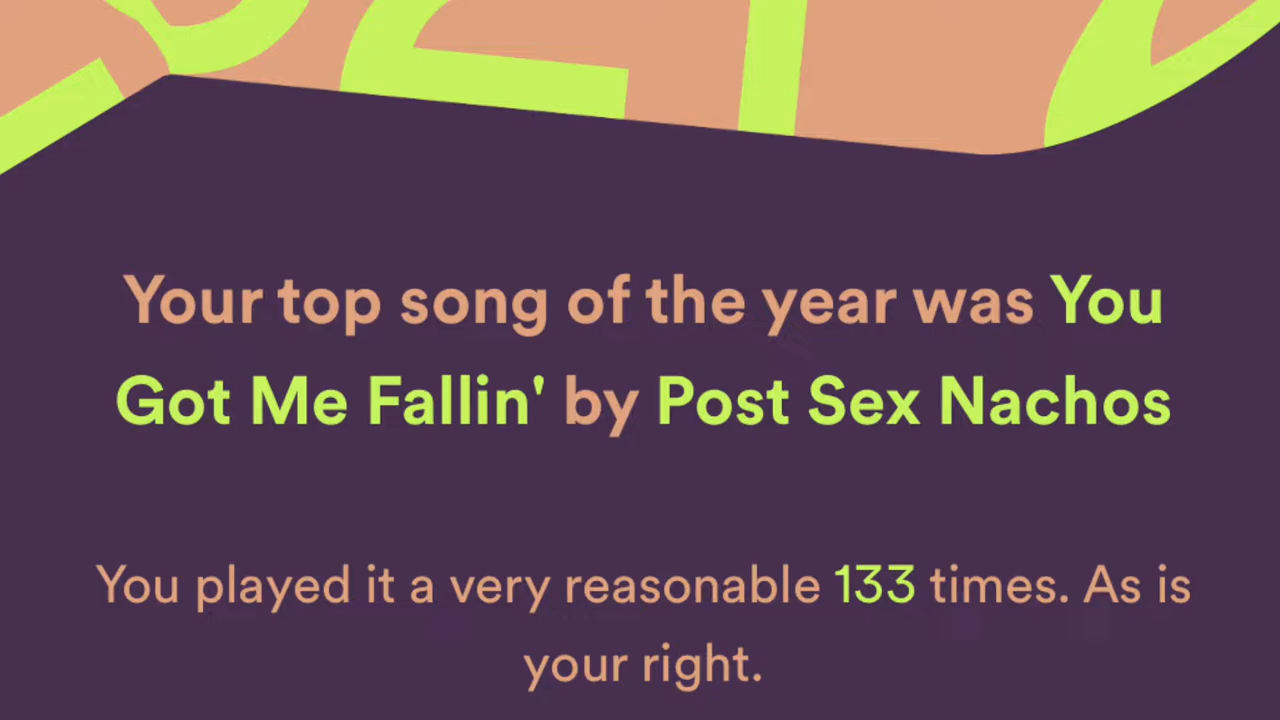 Your top song of the year was You
Got Me Fallin' by Post Sex Nachos
You played it a very reasonable 133 times. As is
your right.